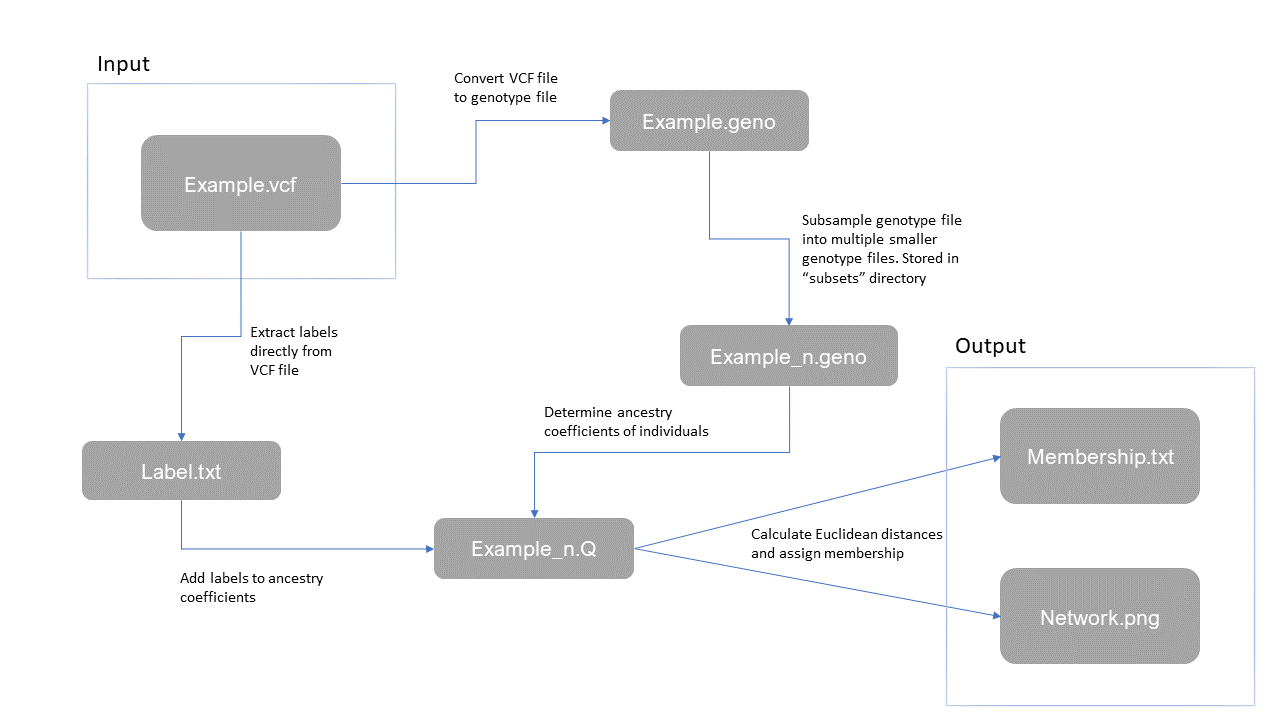 Input
Convert VCF file
to genotype file
Example.geno
Example.vcf
Subsample genotype file
into multiple smaller
genotype files. Stored in
“subsets” directory
Extract labels
directly from
VCF file
Example_n.geno
Output
Determine ancestry
coefficients of individuals
Label.txt
Membership.txt
Example_n.Q
Calculate Euclidean distances
and assign membership
Add labels to ancestry
coefficients
Network.png